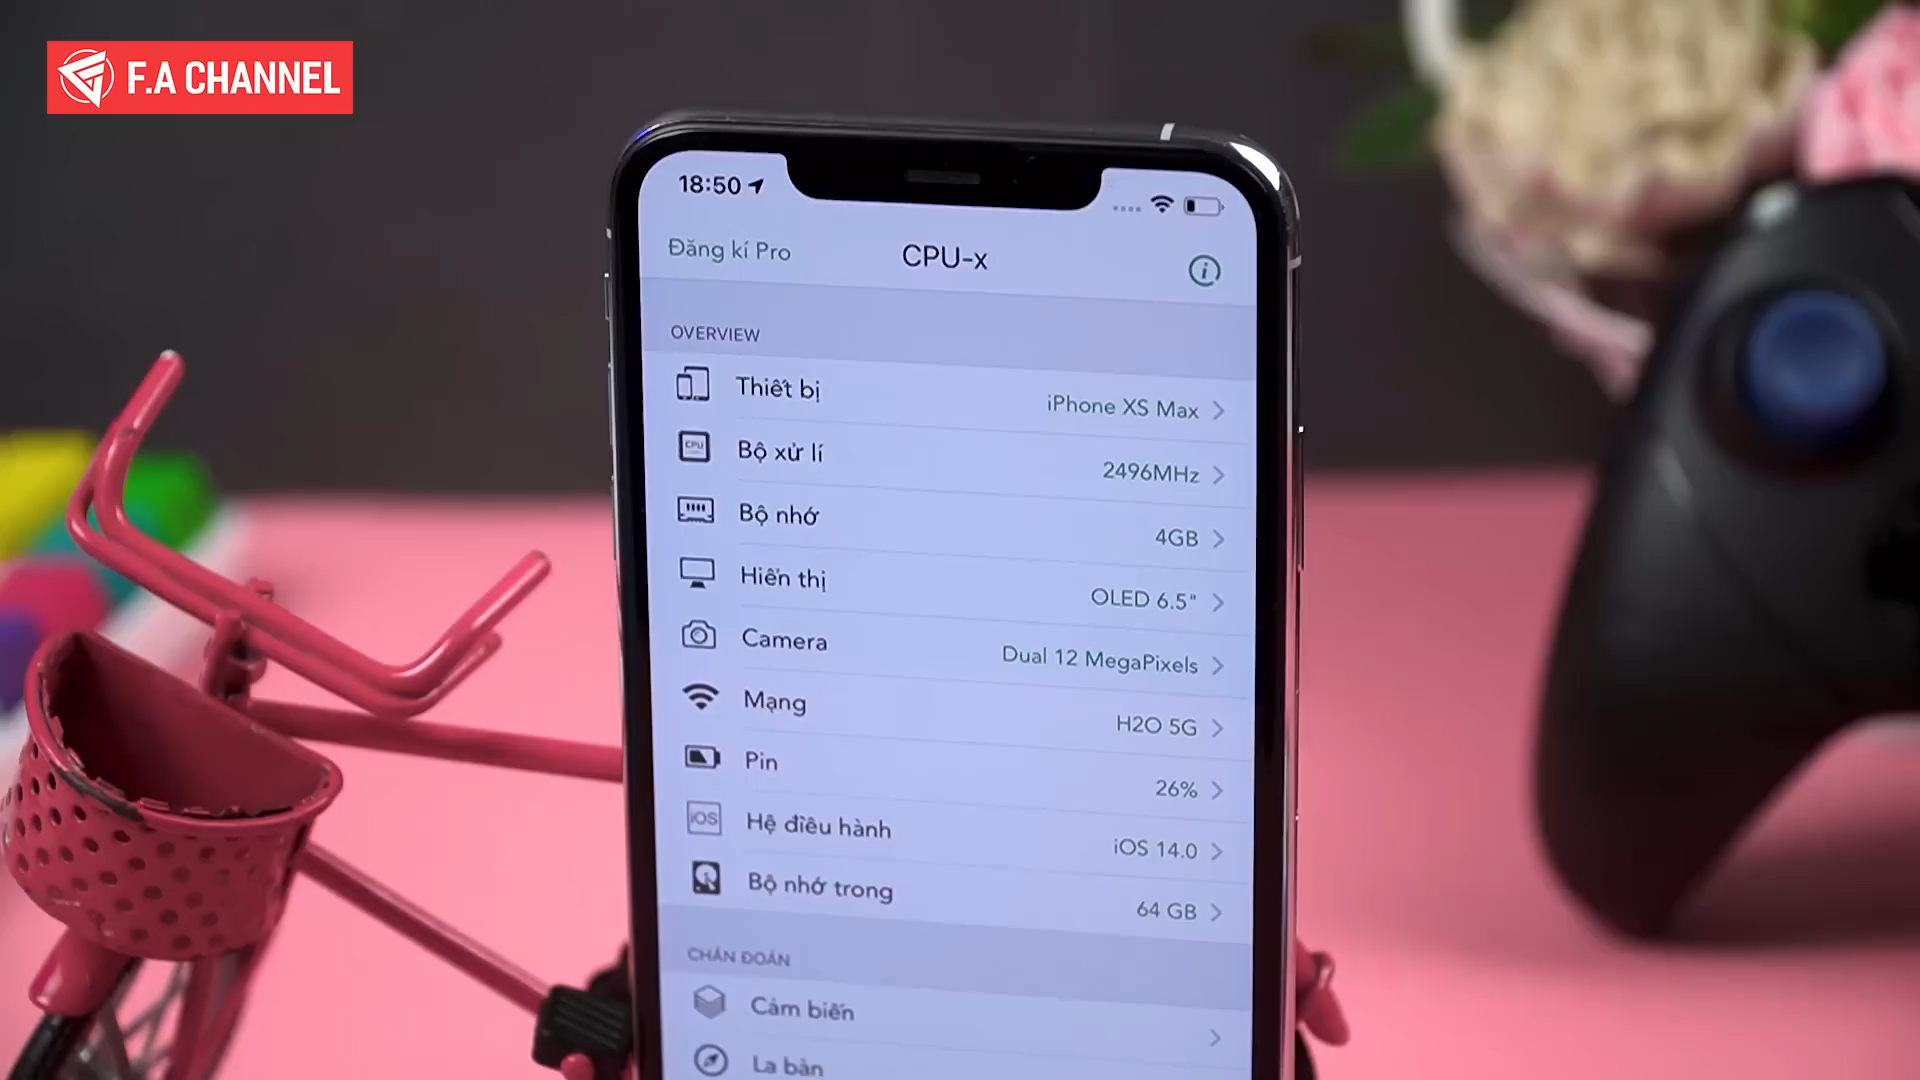 F.A CHANNEL
18:50
Đăng kí Pro
CPU-x
OVERVIEW
Thiết bị
iPhone XS Max
CPU
Bộ xử lí
2496MHz
Bộ nhớ
4GB
Hiển thị
OLED 6.5"
Camera
Dual 12 MegaPixels
Mạng
H2O 5G
Pin
26%
iOS
Hệ điều hành
iOS 14.0
Bộ nhớ trong
64 GB
CHẨN ĐOÁN
Cảm biến
La bàn